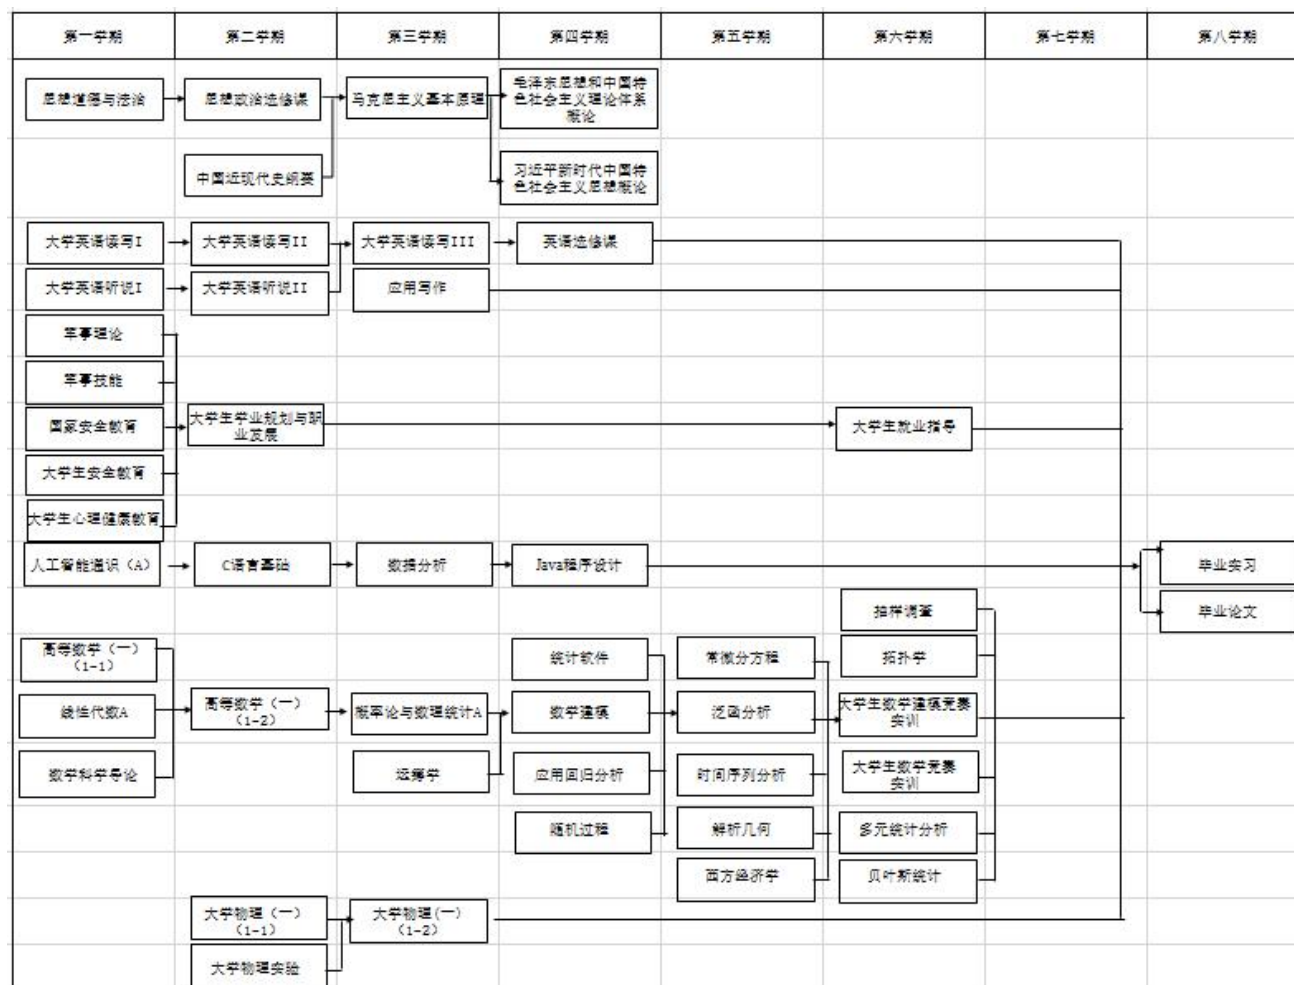 第一学期
第二学期
第三学期
第四学期
第五学期
第六学期
第七学期
第八学期
思想道德与法治
思想政治选修课
马克思主义基本原理
毛泽东思想和中国特
色社会主义理论体系
概论
中国近现代史纲要
习近平新时代中国特
色社会主义思想概论
大学英语读写I
大学英语读写II
大学英语读写III
英语选修课
大学英语听说I
大学英语听说II
应用写作
军事理论
军事技能
国家安全教育
大学生学业规划与职
业发展
大学生就业指导
大学生安全教育
大学生心理健康教育
人工智能通识（A）
C语言基础
数据分析
Java程序设计
毕业实习
毕业论文
抽样调查
高等数学（一）
（1-1）
统计软件
常微分方程
拓扑学
线性代数A
高等数学（一）
（1-2）
概率论与数理统计A
数学建模
泛函分析
大学生数学建模竞赛
实训
数学科学导论
运筹学
应用回归分析
时间序列分析
大学生数学竞赛
实训
随机过程
解析几何
多元统计分析
西方经济学
贝叶斯统计
大学物理（一）
（1-1）
大学物理(一)
（1-2）
大学物理实验